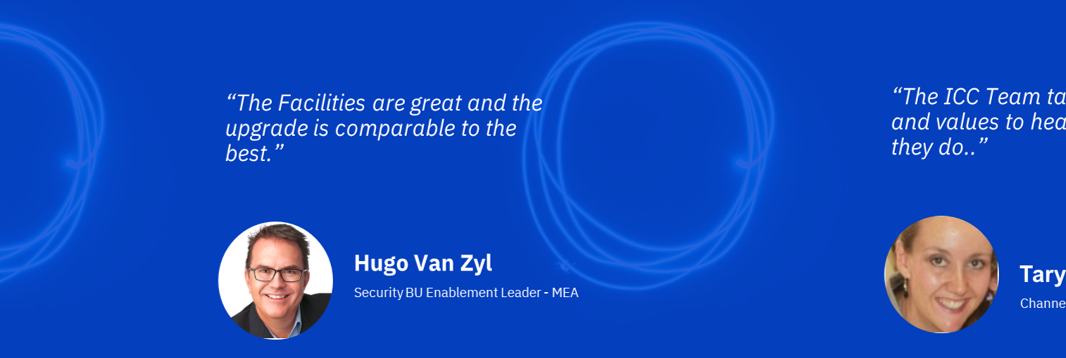 “The Facilities are great and the
upgrade is comparable to the
best.”
Hugo Van Zyl
Security BU Enablement Leader - MEA
“The ICC Team ta
and values to hea
they do..”
Tary
Channe